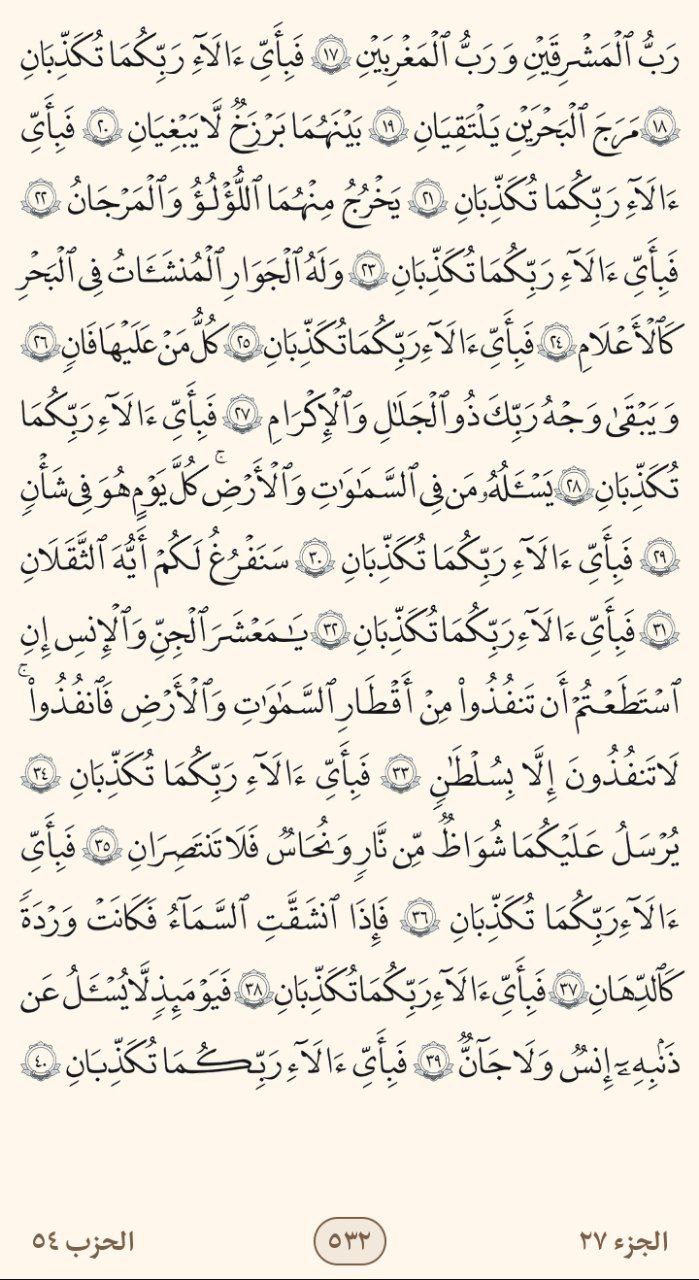 رَبُّ ٱلْمَشْرِقَيْنِ وَرَبُّ ٱلْمَغْرِبَيْنِ ١٧ فَبِأَىِّ ءَالَآءِ رَبِّكُمَا تُكَذِّبَانِ
١٨ مَرَجَ ٱلْبَحْرَيْنِ يَلْتَقِيَانِ ١٩ بَيْنَهُمَا بَرْزَخٌ لَّا يَبْغِيَانِ ٢٠ فَبِأَىِّ
ءَالَآءِ رَبِّكُمَا تُكَذِّبَانِ ٢١ يَخْرُجُ مِنْهُمَا ٱللُّؤْلُؤُ وَٱلْمَرْجَانُ ٢٢
فَبِأَىِّ ءَالَآءِ رَبِّكُمَا تُكَذِّبَانِ ٢٣ وَلَهُ ٱلْجَوَارِ ٱلْمُنشَـَٔاتُ فِى ٱلْبَحْرِ
كَٱلْأَعْلَـٰمِ ٢٤ فَبِأَىِّ ءَالَآءِ رَبِّكُمَا تُكَذِّبَانِ ٢٥ كُلُّ مَنْ عَلَيْهَا فَانٍ ٢٦
وَيَبْقَىٰ وَجْهُ رَبِّكَ ذُو ٱلْجَلَـٰلِ وَٱلْإِكْرَامِ ٢٧ فَبِأَىِّ ءَالَآءِ رَبِّكُمَا
تُكَذِّبَانِ ٢٨ يَسْـَٔلُهُۥ مَن فِى ٱلسَّمَـٰوَٰتِ وَٱلْأَرْضِ ۚ كُلَّ يَوْمٍ هُوَ فِى شَأْنٍ
٢٩ فَبِأَىِّ ءَالَآءِ رَبِّكُمَا تُكَذِّبَانِ ٣٠ سَنَفْرُغُ لَكُمْ أَيُّهَ ٱلثَّقَلَانِ
٣١ فَبِأَىِّ ءَالَآءِ رَبِّكُمَا تُكَذِّبَانِ ٣٢ يَـٰمَعْشَرَ ٱلْجِنِّ وَٱلْإِنسِ إِنِ
ٱسْتَطَعْتُمْ أَن تَنفُذُوا۟ مِنْ أَقْطَارِ ٱلسَّمَـٰوَٰتِ وَٱلْأَرْضِ فَٱنفُذُوا۟ ۚ
لَا تَنفُذُونَ إِلَّا بِسُلْطَـٰنٍ ٣٣ فَبِأَىِّ ءَالَآءِ رَبِّكُمَا تُكَذِّبَانِ ٣٤
يُرْسَلُ عَلَيْكُمَا شُوَاظٌ مِّن نَّارٍ وَنُحَاسٌ فَلَا تَنتَصِرَانِ ٣٥ فَبِأَىِّ
ءَالَآءِ رَبِّكُمَا تُكَذِّبَانِ ٣٦ فَإِذَا ٱنشَقَّتِ ٱلسَّمَآءُ فَكَانَتْ وَرْدَةً
كَٱلدِّهَانِ ٣٧ فَبِأَىِّ ءَالَآءِ رَبِّكُمَا تُكَذِّبَانِ ٣٨ فَيَوْمَئِذٍ لَّا يُسْـَٔلُ عَن
ذَنۢبِهِۦٓ إِنسٌ وَلَا جَآنٌّ ٣٩ فَبِأَىِّ ءَالَآءِ رَبِّكُمَا تُكَذِّبَانِ ٤٠
الجزء ٢٧ ٥٣٢ الحزب ٥٤